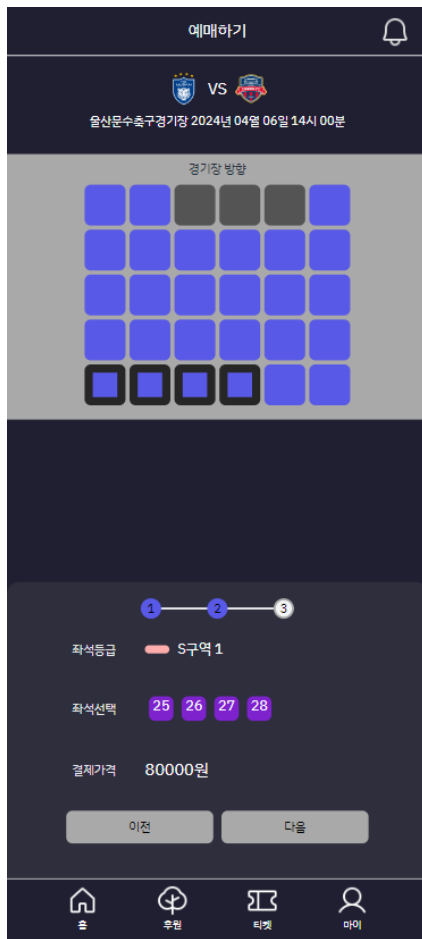 예매하기
VS
울산문수축구경기장 2024년 04월 06일 14시 00분
경기장 방향
1 2 3
좌석등급 S구역 1
좌석선택 25 26 27 28
결제가격 80000원
이전 다음
홈 후원 티켓 마이